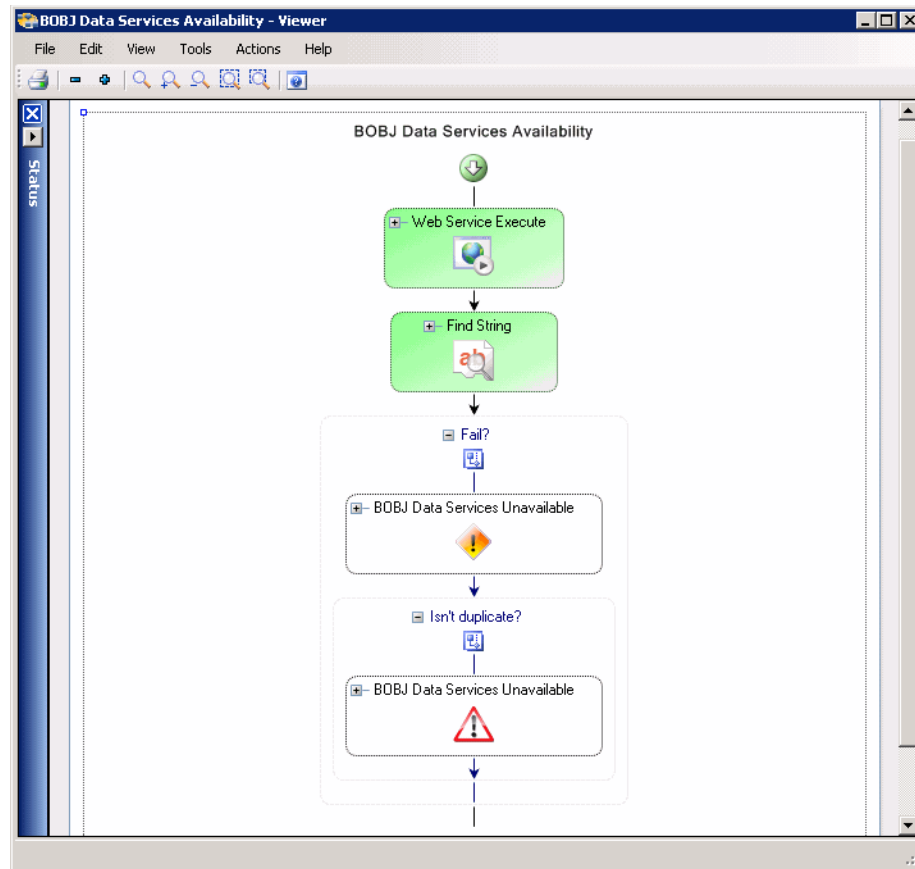 BOBJ Data Services Availability - Viewer
File Edit View Tools Actions Help
Status
BOBJ Data Services Availability
Web Service Execute
Find String
ab
Fail?
BOBJ Data Services Unavailable
Isn't duplicate?
BOBJ Data Services Unavailable